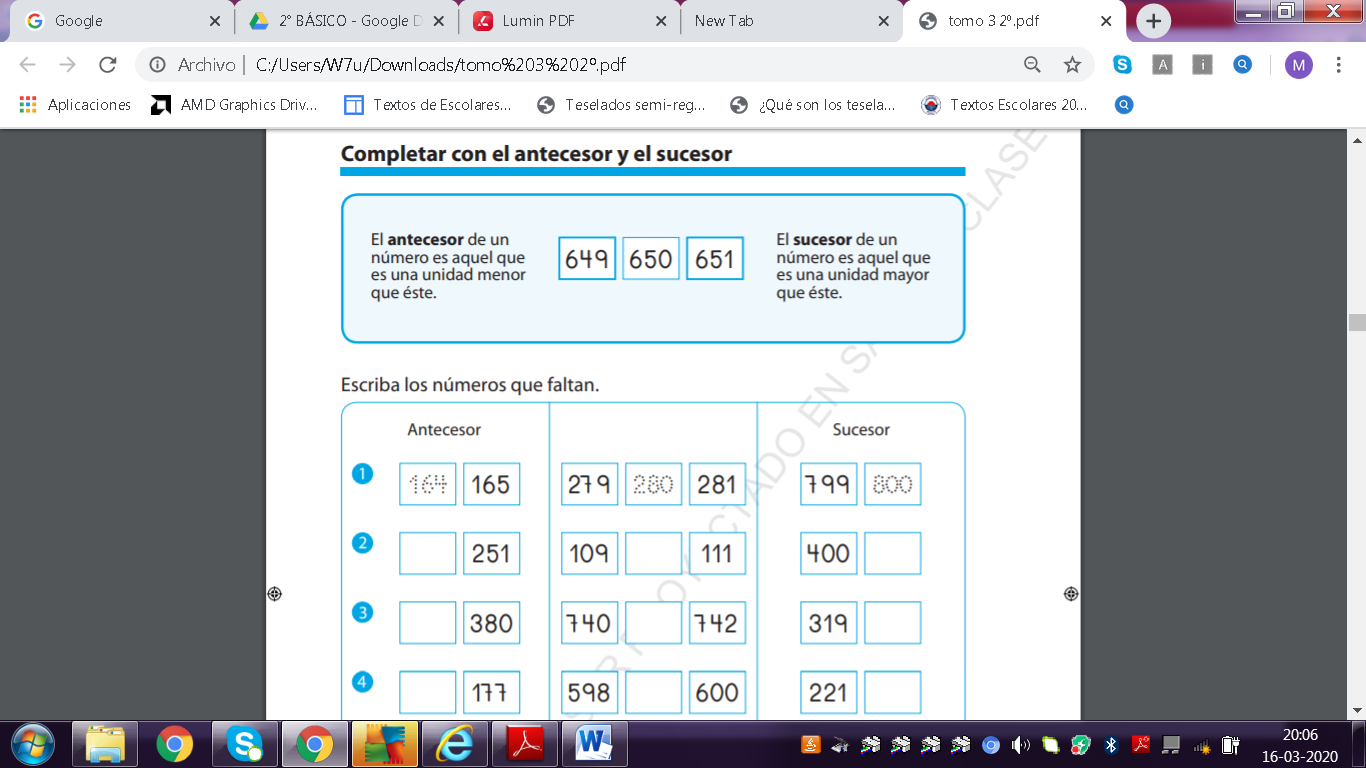 Google
2° BÁSICO - Google D
Lumin PDF
New Tab
tomo 3 2º.pdf
Archivo | C:/Users/W7u/Downloads/tomo%203%202º.pdf
M
Aplicaciones
AMD Graphics Driv...
Textos de Escolares...
Teselados semi-reg...
¿Qué son los tesela...
Textos Escolares 20...
Completar con el antecesor y el sucesor
El antecesor de un
número es aquel que
es una unidad menor
que éste.
649 650 651
El sucesor de un
número es aquel que
es una unidad mayor
que éste.
Escriba los números que faltan.
Antecesor
Sucesor
1 164 165 279 280 281 799 800
2 251 109 111 400
3 380 740 742 319
4 177 598 600 221
CTADO EN SA
CLASE
20:06
16-03-2020